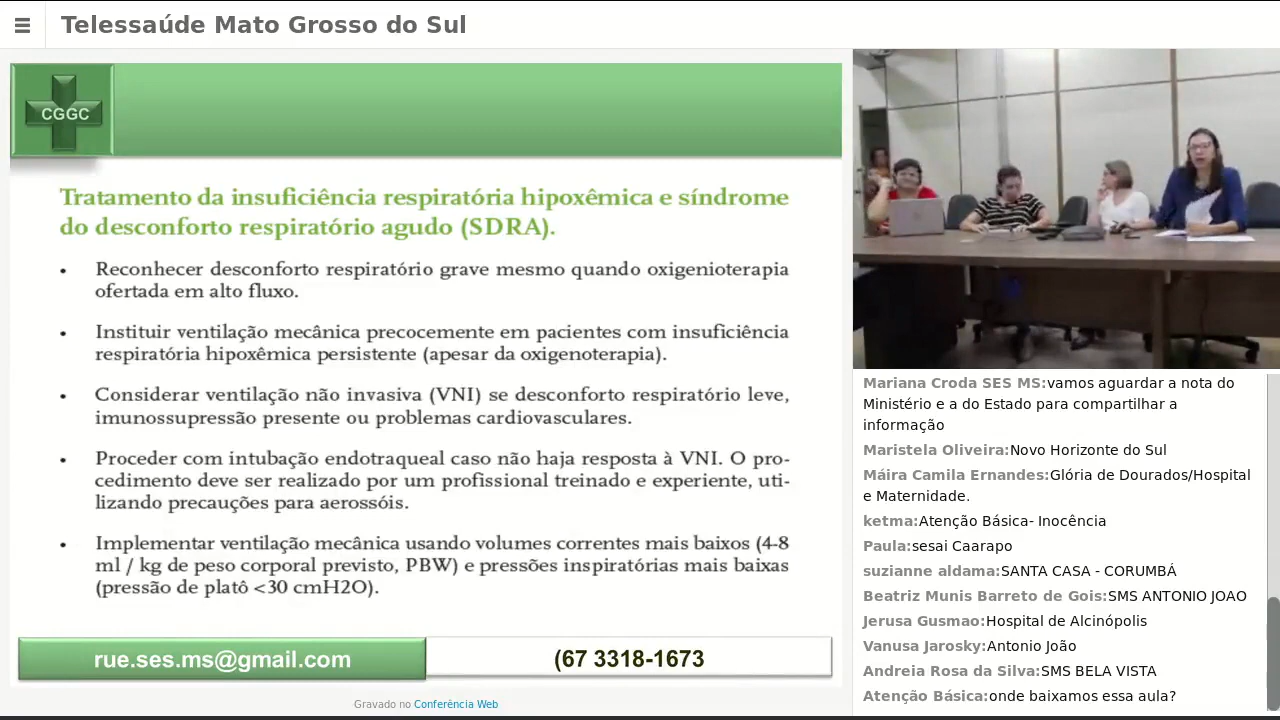 Telessaúde Mato Grosso do Sul
CGGC
Tratamento da insuficiência respiratória hipoxêmica e síndrome
do desconforto respiratório agudo (SDRA).
• Reconhecer desconforto respiratório grave mesmo quando oxigenioterapia
ofertada em alto fluxo.
• Instituir ventilação mecânica precocemente em pacientes com insuficiência
respiratória hipoxêmica persistente (apesar da oxigenoterapia).
• Considerar ventilação não invasiva (VNI) se desconforto respiratório leve,
imunossupressão presente ou problemas cardiovasculares.
• Proceder com intubação endotraqueal caso não haja resposta à VNI. O pro-
cedimento deve ser realizado por um profissional treinado e experiente, uti-
lizando precauções para aerossóis.
• Implementar ventilação mecânica usando volumes correntes mais baixos (4-8
ml / kg de peso corporal previsto, PBW) e pressões inspiratórias mais baixas
(pressão de platô <30 cmH2O).
rue.ses.ms@gmail.com
(67 3318-1673
Gravado no Conferência Web
Mariana Croda SES MS:vamos aguardar a nota do
Ministério e a do Estado para compartilhar a
informação
Maristela Oliveira:Novo Horizonte do Sul
Máira Camila Ernandes:Glória de Dourados/Hospital
e Maternidade.
ketma:Atenção Básica- Inocência
Paula:sesai Caarapo
suzianne aldama:SANTA CASA - CORUMBÁ
Beatriz Munis Barreto de Gois:SMS ANTONIO JOAO
Jerusa Gusmao:Hospital de Alcinópolis
Vanusa Jarosky:Antonio João
Andreia Rosa da Silva:SMS BELA VISTA
Atenção Básica:onde baixamos essa aula?